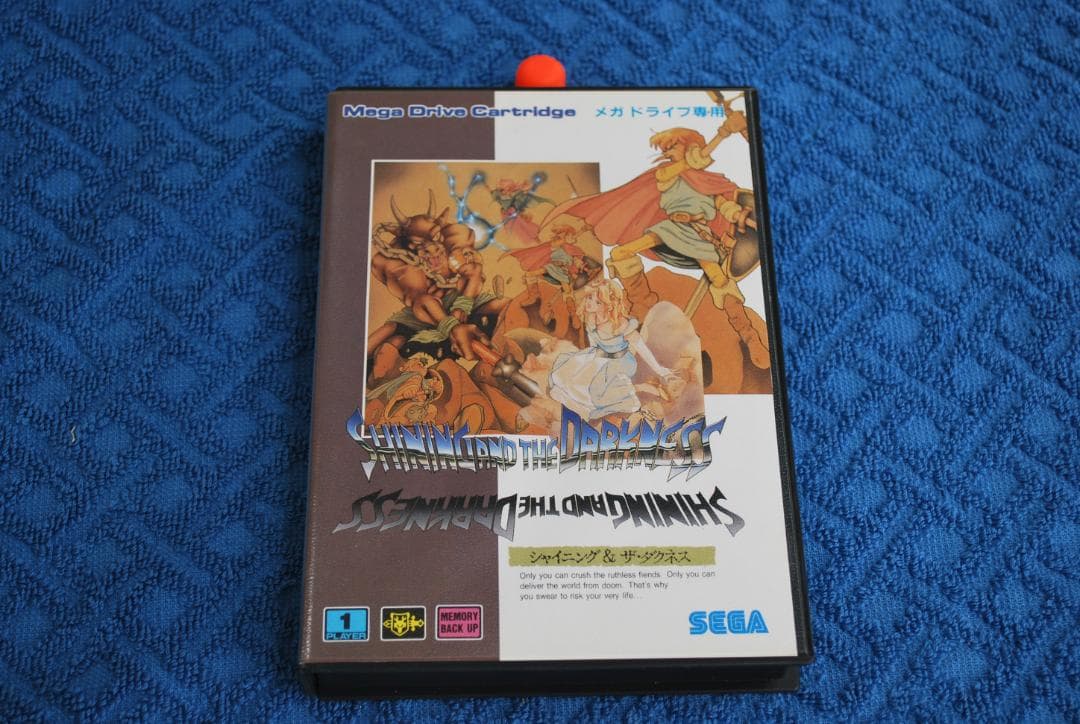 Mega Drive Cartridge メガドライブ専用
SHINING AND THE DARKNESS
SHINING AND THE DARKNESS
シャイニング&ザ・ダクネス
Only you can crush the ruthless fiends. Only you can
deliver the world from doom. That's why
you swear to risk your very life...
1
PLAYER
MEMORY
BACK UP
SEGA